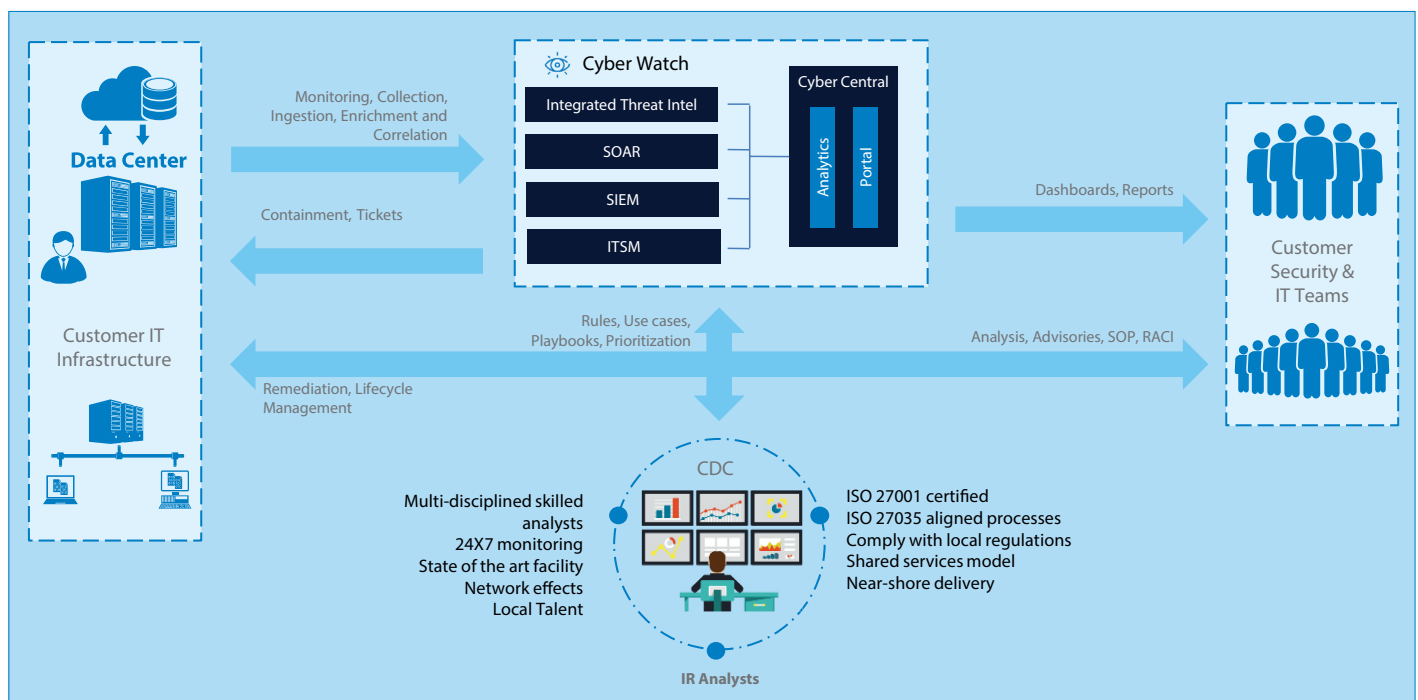 Data Center
Customer IT
Infrastructure
Monitoring, Collection,
Ingestion, Enrichment and
Correlation
Containment, Tickets
Cyber Watch
Integrated Threat Intel
SOAR
SIEM
ITSM
Cyber Central
Analytics
Portal
Dashboards, Reports
Customer
Security &
IT Teams
Rules, Use cases,
Playbooks, Prioritization
Analysis, Advisories, SOP, RACI
Remediation, Lifecycle
Management
CDC
Multi-disciplined skilled
analysts
24X7 monitoring
State of the art facility
Network effects
Local Talent
ISO 27001 certified
ISO 27035 aligned processes
Comply with local regulations
Shared services model
Near-shore delivery
IR Analysts